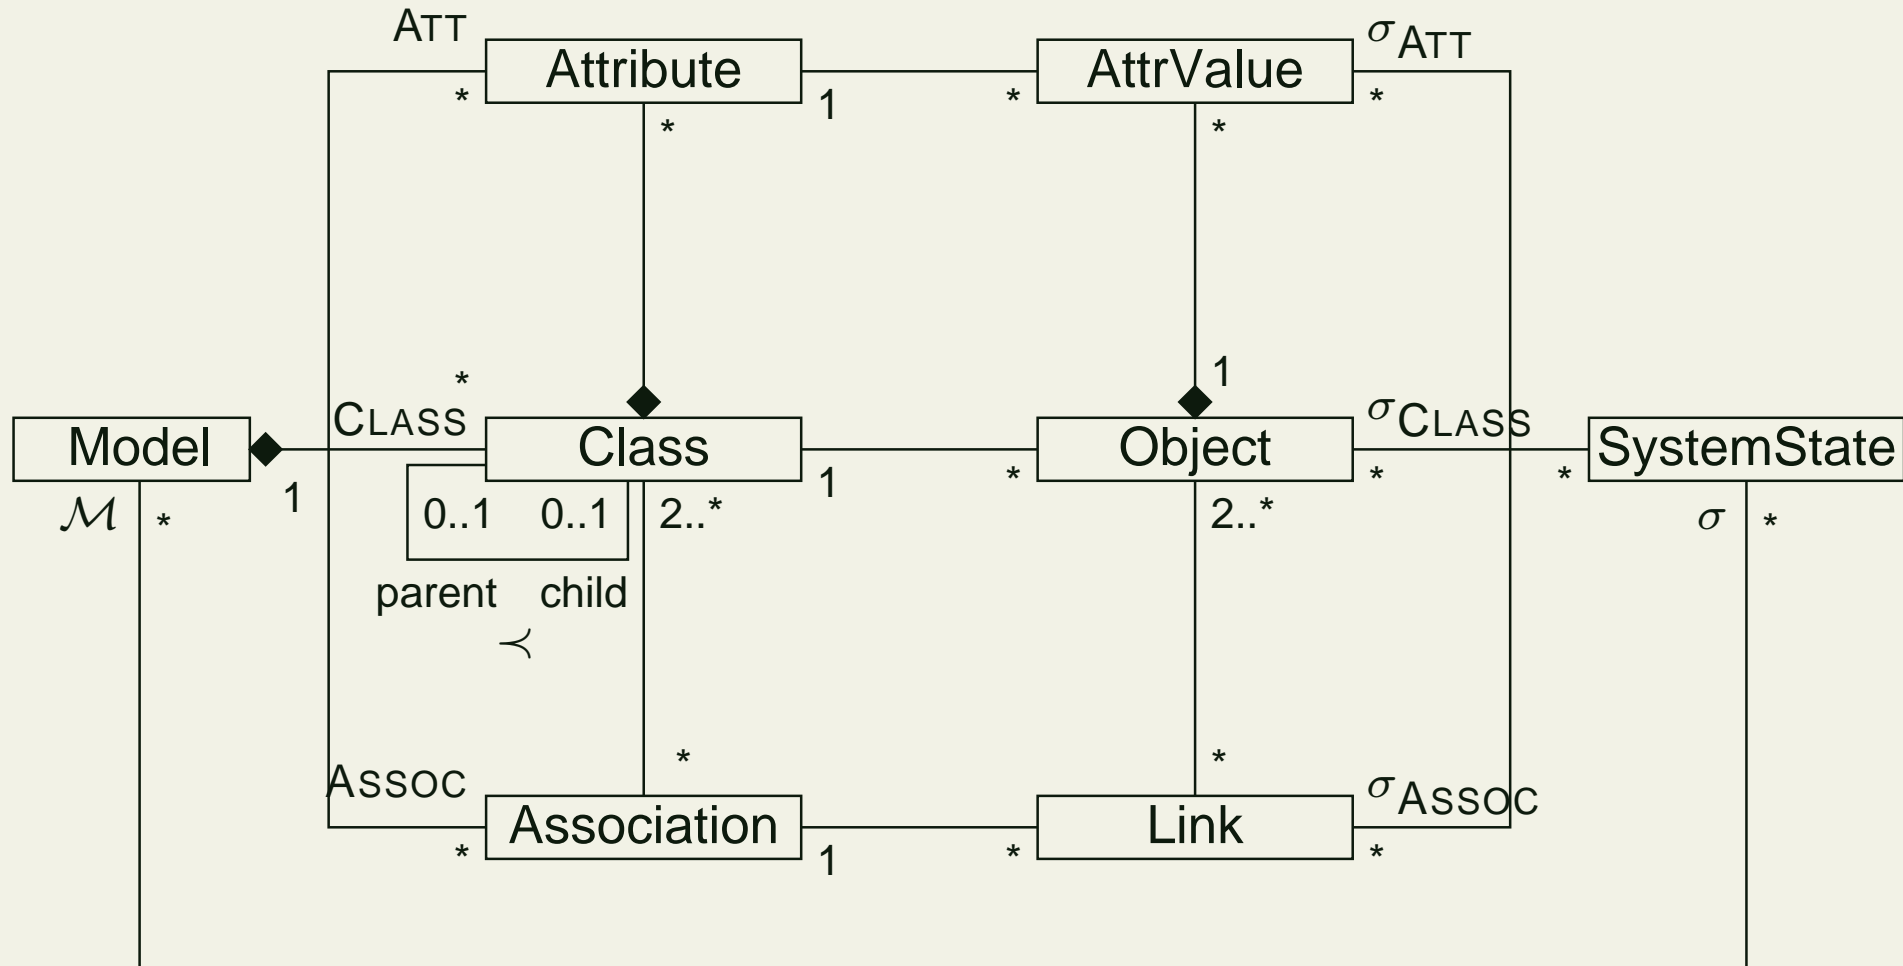 ATT σATT
Attribute AttrValue
* 1 * *
* *
* 1
CLASS σCLASS
Model Class Object SystemState
1 1 * * *
ℳ * 0..1 0..1 2..* 2..* σ *
parent child
≺
* *
ASSOC σASSOC
Association Link
* 1 * *